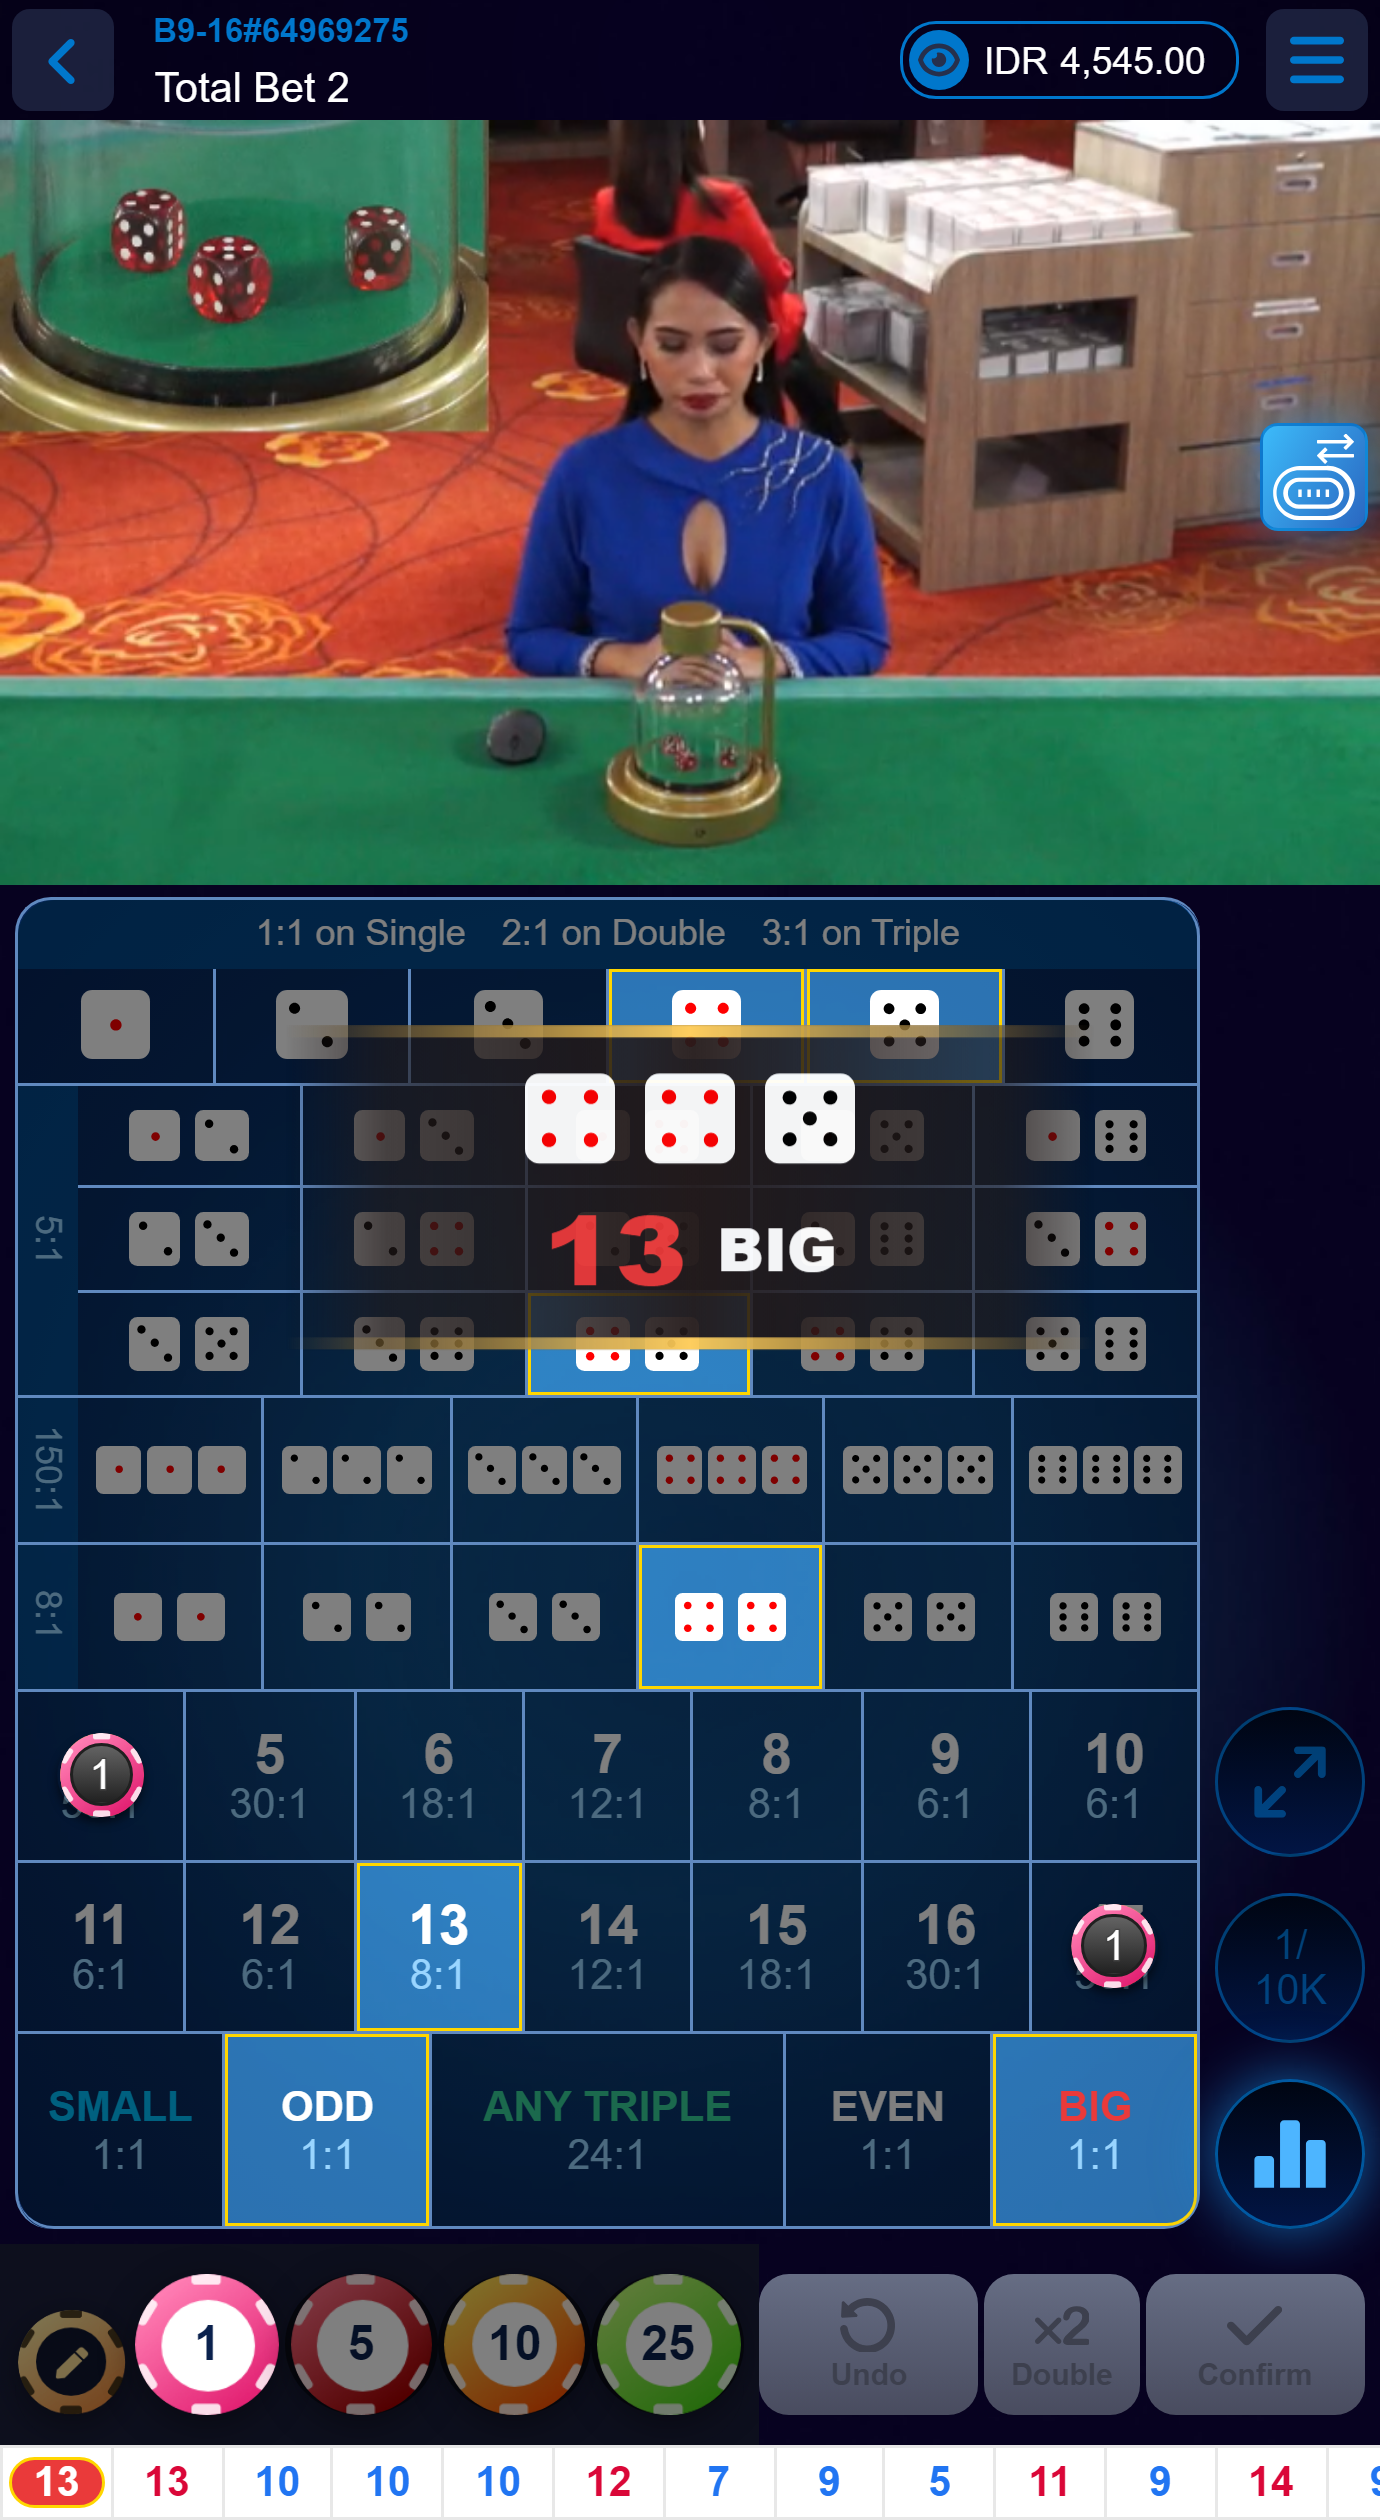 B9-16#64969275
Total Bet 2
IDR 4,545.00
1:1 on Single 2:1 on Double 3:1 on Triple
5:1
13 BIG
150:1
8:1
1
5 6 7 8 9 10
30:1 18:1 12:1 8:1 6:1 6:1
11 12 13 14 15 16
1
6:1 6:1 8:1 12:1 18:1 30:1
1/
10K
SMALL ODD ANY TRIPLE EVEN BIG
1:1 1:1 24:1 1:1 1:1
1 5 10 25
x2
Undo Double Confirm
13 13 10 10 10 12 7 9 5 11 9 14